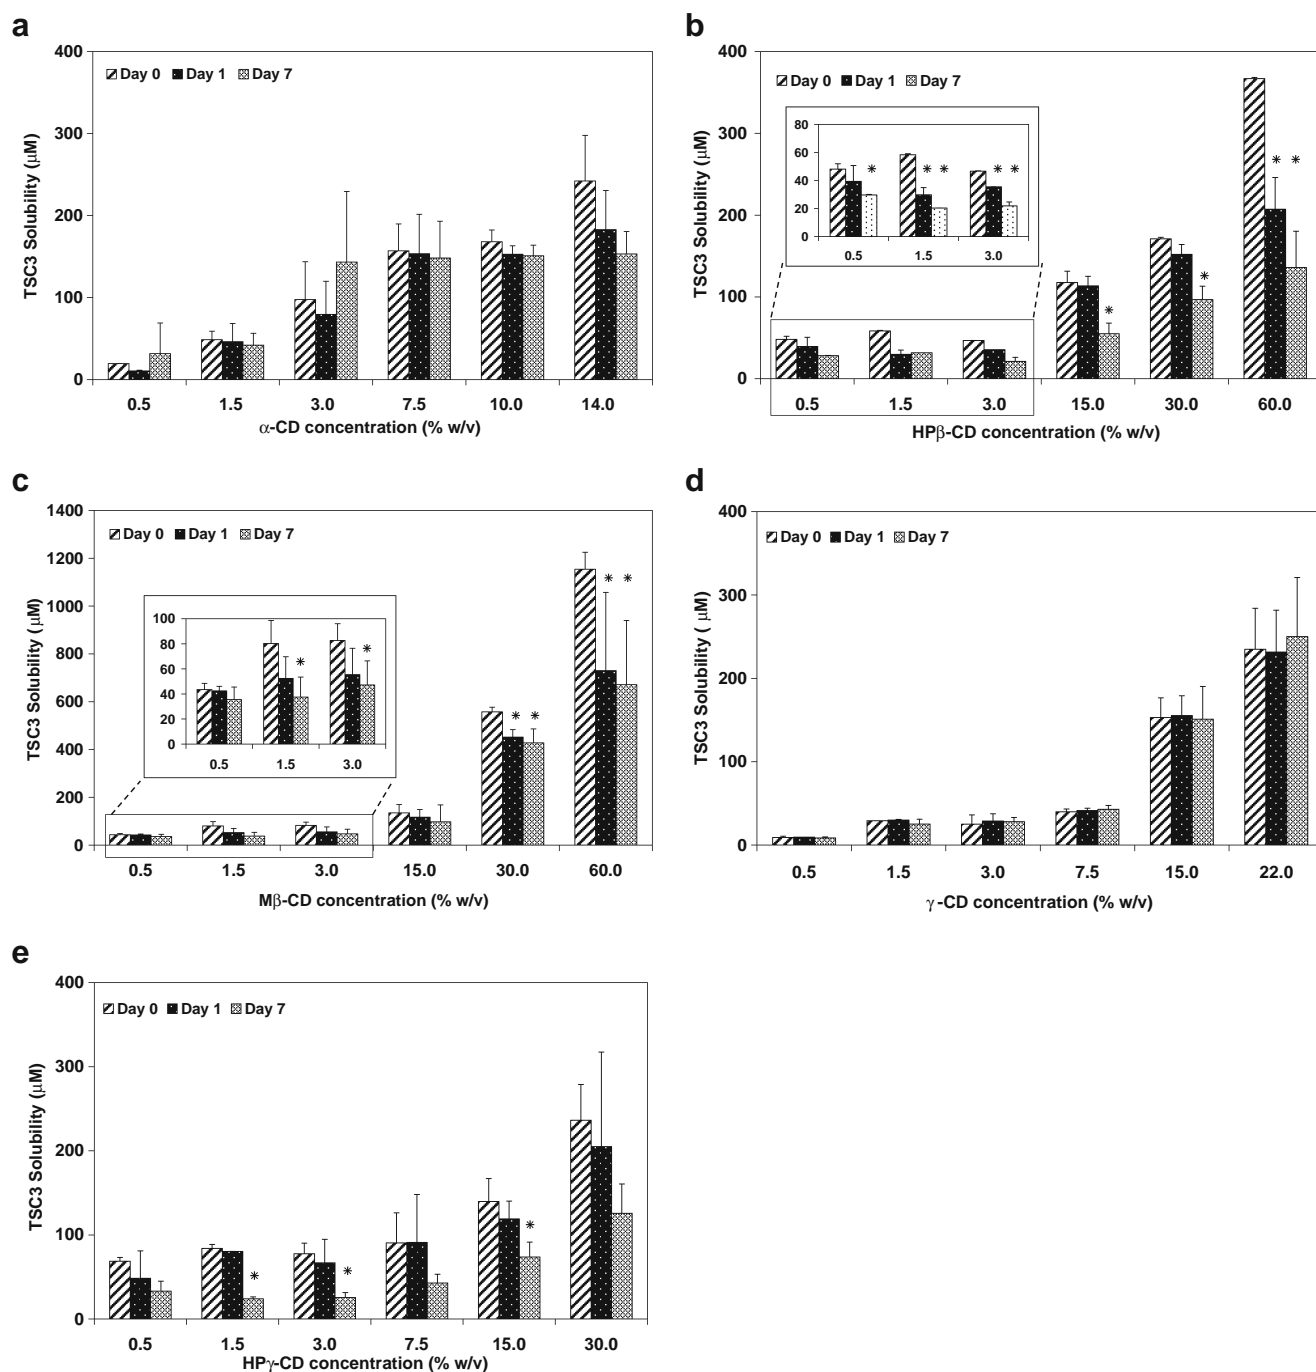 a
400
300
200
100
0
TSC3 Solubility (μM)
Day 0 Day 1 Day 7
0.5 1.5 3.0 7.5 10.0 14.0
α-CD concentration (% w/v)
b
400
300
200
100
0
TSC3 Solubility (μM)
Day 0 Day 1 Day 7
80
60
40
20
0
* * * * *
0.5 1.5 3.0
* * * *
0.5 1.5 3.0 15.0 30.0 60.0
HPβ-CD concentration (% w/v)
c
1400
1200
1000
800
600
400
200
0
TSC3 Solubility (μM)
Day 0 Day 1 Day 7
100
80
60
40
20
0
* *
0.5 1.5 3.0
* * * *
0.5 1.5 3.0 15.0 30.0 60.0
Mβ-CD concentration (% w/v)
d
400
300
200
100
0
TSC3 Solubility ( μM)
Day 0 Day 1 Day 7
0.5 1.5 3.0 7.5 15.0 22.0
γ-CD concentration (% w/v)
e
400
300
200
100
0
TSC3 Solubility (μM)
Day 0 Day 1 Day 7
* * *
0.5 1.5 3.0 7.5 15.0 30.0
HPγ-CD concentration (% w/v)